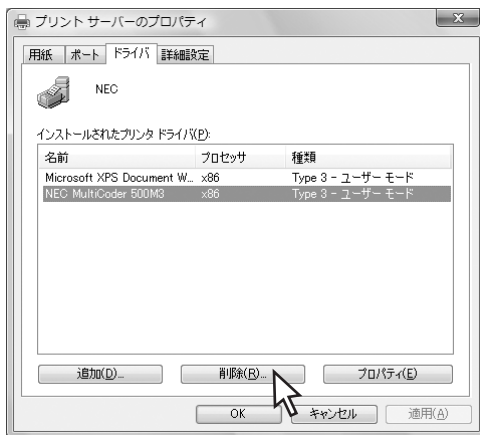 プリント サーバーのプロパティ
用紙 ポート ドライバ 詳細設定
NEC
インストールされたプリンタ ドライバ(P):
名前 プロセッサ 種類
Microsoft XPS Document W... x86 Type 3 - ユーザー モード
NEC MultiCoder 500M3 x86 Type 3 - ユーザー モード
追加(D)... 削除(R)... プロパティ(E)
OK キャンセル 適用(A)